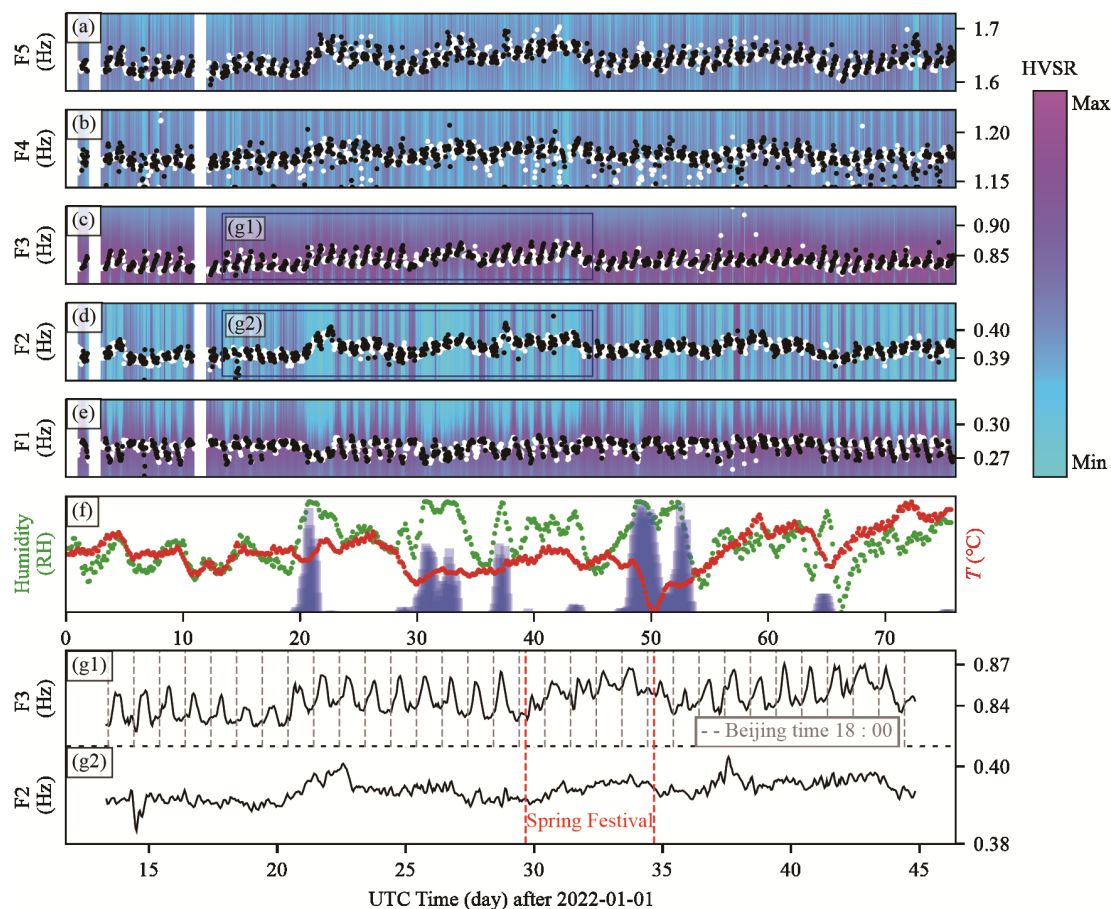 (a)
F5
(Hz)
1.7
1.6
(b)
F4
(Hz)
1.20
1.15
(c)
(g1)
F3
(Hz)
0.90
0.85
(d)
(g2)
F2
(Hz)
0.40
0.39
(e)
F1
(Hz)
0.30
0.27
HVSR
Max
Min
(f)
Humidity
(RH)
T (°C)
0 10 20 30 40 50 60 70
(g1)
F3
(Hz)
0.87
0.84
-- Beijing time 18 : 00
(g2)
F2
(Hz)
0.40
0.38
Spring Festival
15 20 25 30 35 40 45
UTC Time (day) after 2022-01-01